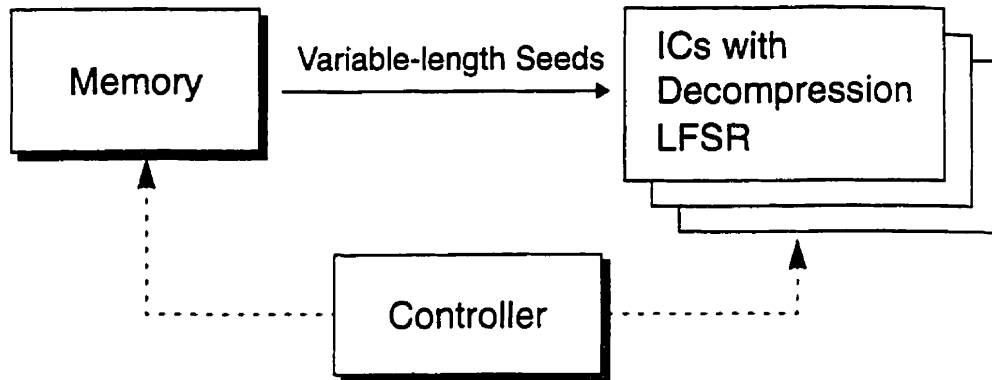 Memory
Variable-length Seeds
ICs with
Decompression
LFSR
Controller